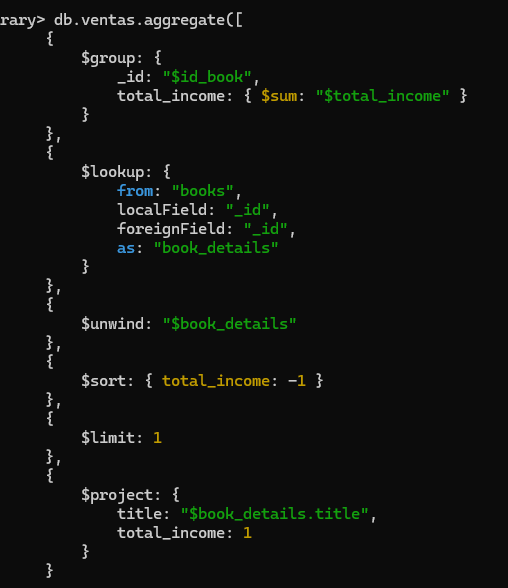 rary> db.ventas.aggregate([
{
$group: {
_id: "$id_book",
total_income: { $sum: "$total_income" }
}
},
{
$lookup: {
from: "books",
localField: "_id",
foreignField: "_id",
as: "book_details"
}
},
{
$unwind: "$book_details"
},
{
$sort: { total_income: -1 }
},
{
$limit: 1
},
{
$project: {
title: "$book_details.title",
total_income: 1
}
}